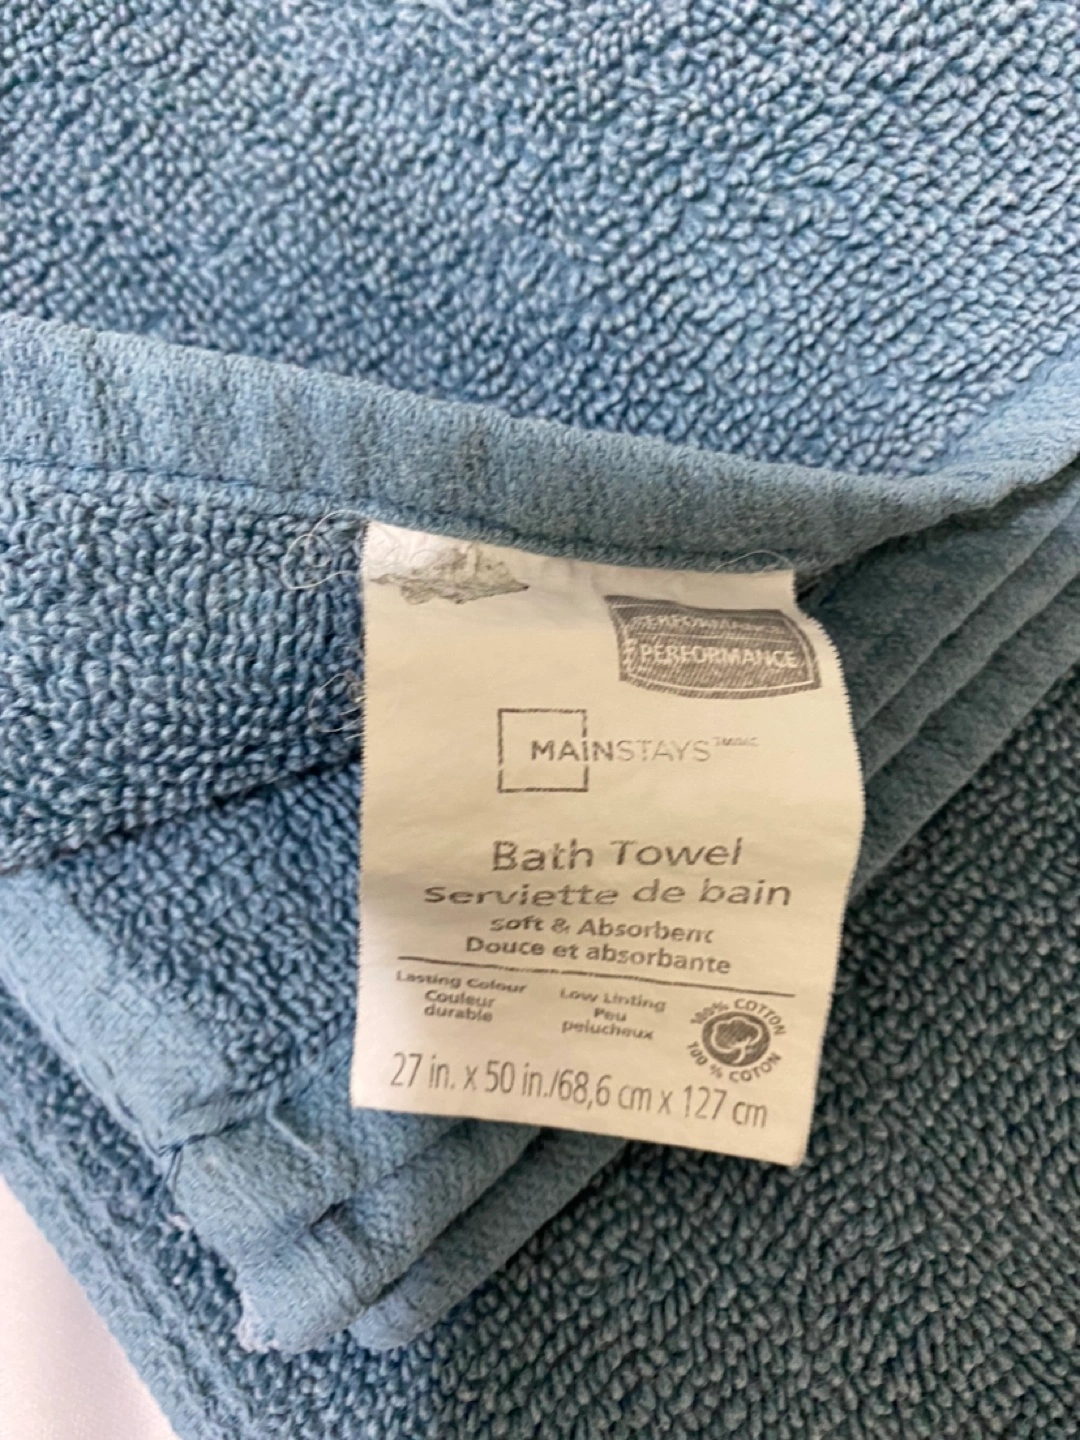 PERFORMANCE
PERFORMANCE
MAINSTAYS
Bath Towel
serviette de bain
Soft & Absorbent
Douce et absorbante
Lasting Colour
Couleur
durable
Low Linting
Peu
pelucheux
100% COTTON
100 % COTON
27 in. x 50 in./68,6 cm x 127 cm